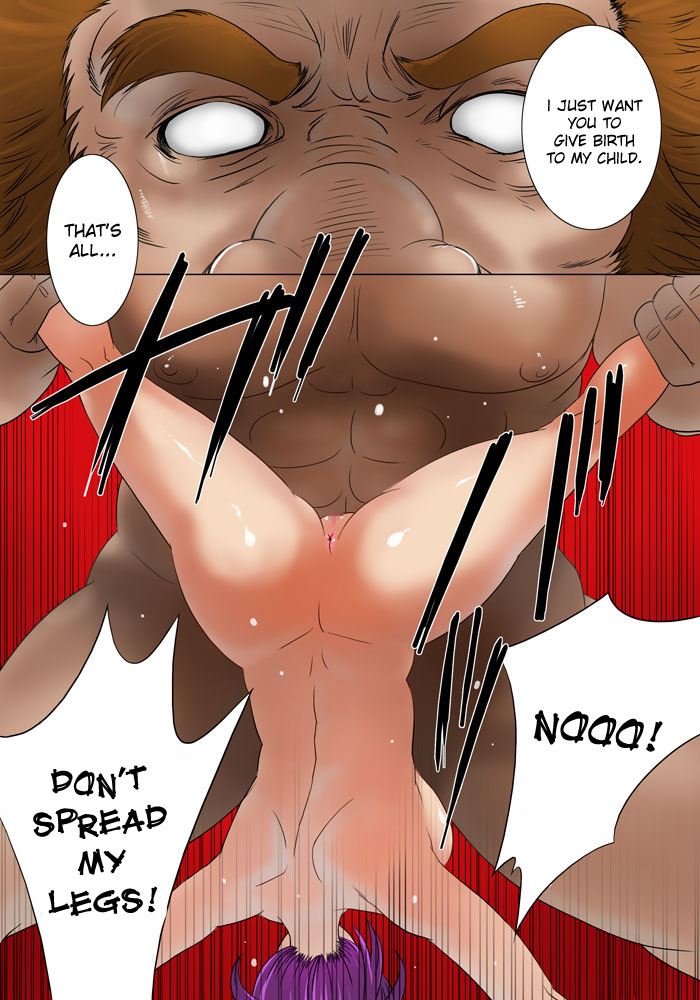 I JUST WANT
YOU TO
GIVE BIRTH
TO MY CHILD.
THAT'S
ALL...
NOOO!
DON'T
SPREAD
MY
LEGS!